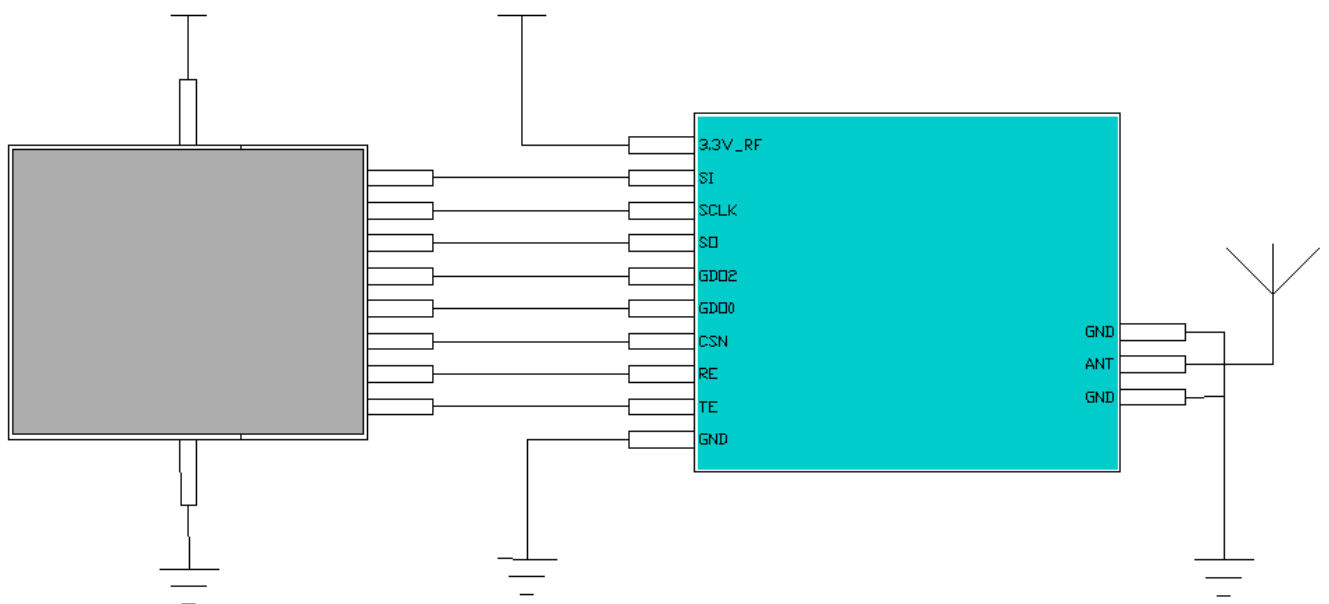 3.3V_RF
SI
SCLK
SO
GDO2
GDO0
CSN
RE
TE
GND
GND
ANT
GND